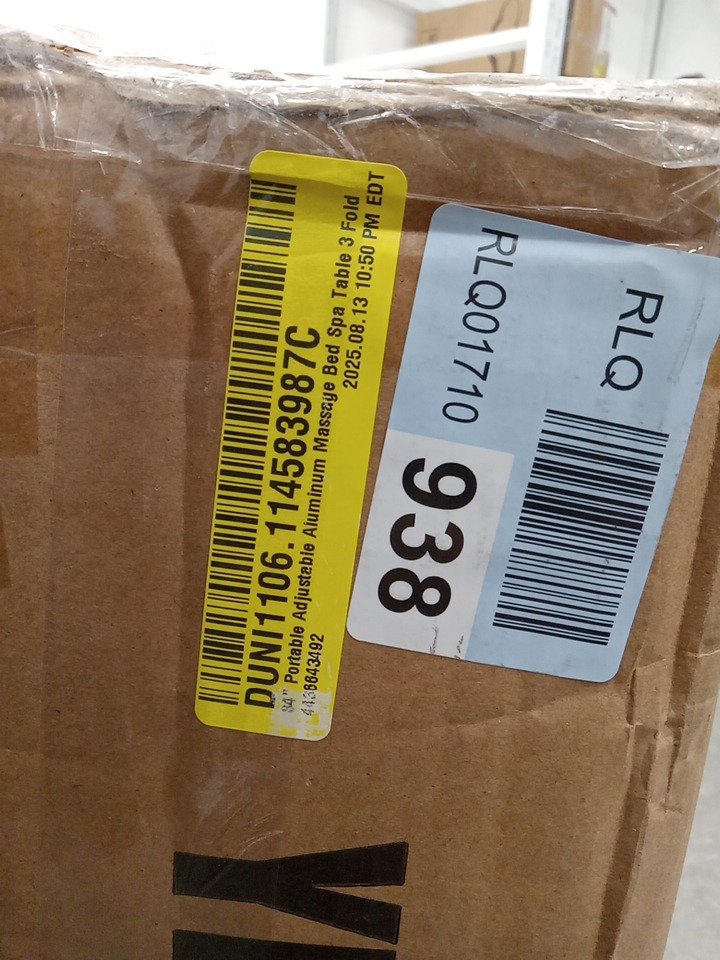 DUNI1106.114583987C
84" Portable Adjustable Aluminum Massage Bed Spa Table 3 Fold
2025.08.13 10:50 PM EDT
RLQ
RLQ01710
938